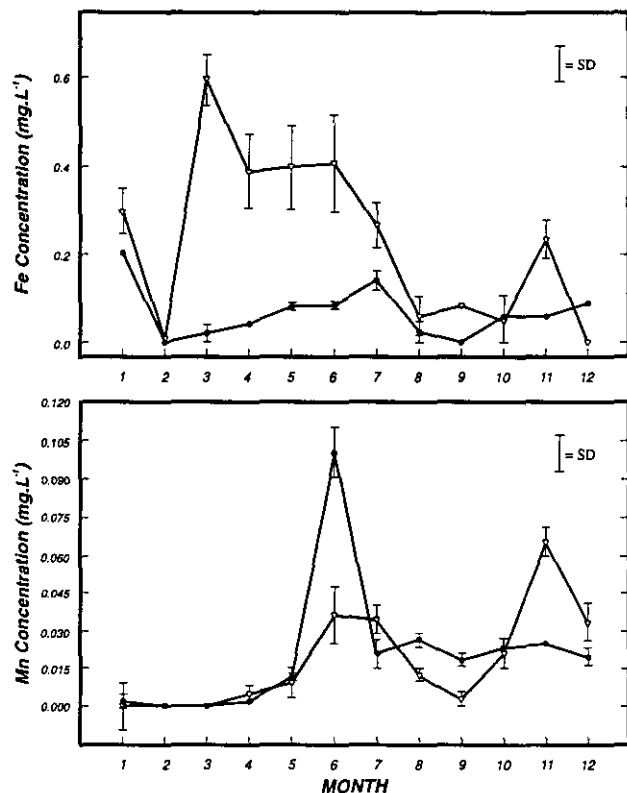 Fe Concentration (mg.L⁻¹)
0.6
0.4
0.2
0.0
= SD
1 2 3 4 5 6 7 8 9 10 11 12
Mn Concentration (mg.L⁻¹)
0.120
0.105
0.090
0.075
0.060
0.045
0.030
0.015
0.000
= SD
1 2 3 4 5 6 7 8 9 10 11 12
MONTH